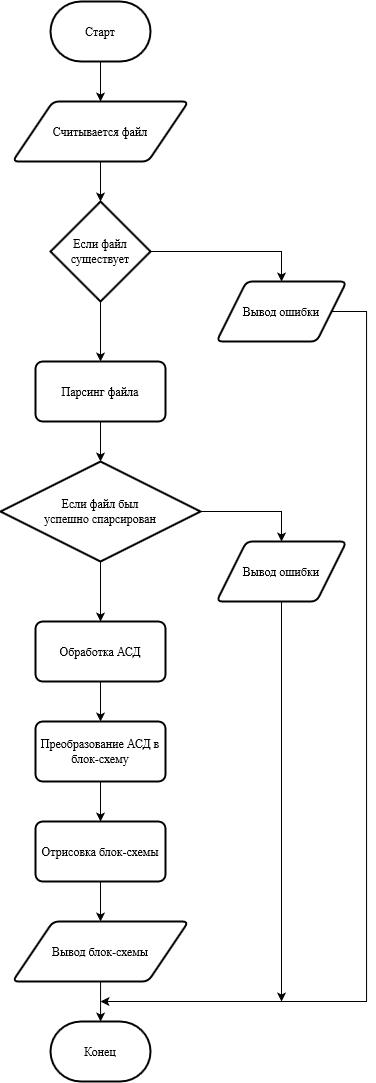 Старт
Считывается файл
Если файл
существует
Вывод ошибки
Парсинг файла
Если файл был
успешно спарсирован
Вывод ошибки
Обработка АСД
Преобразование АСД в
блок-схему
Отрисовка блок-схемы
Вывод блок-схемы
Конец